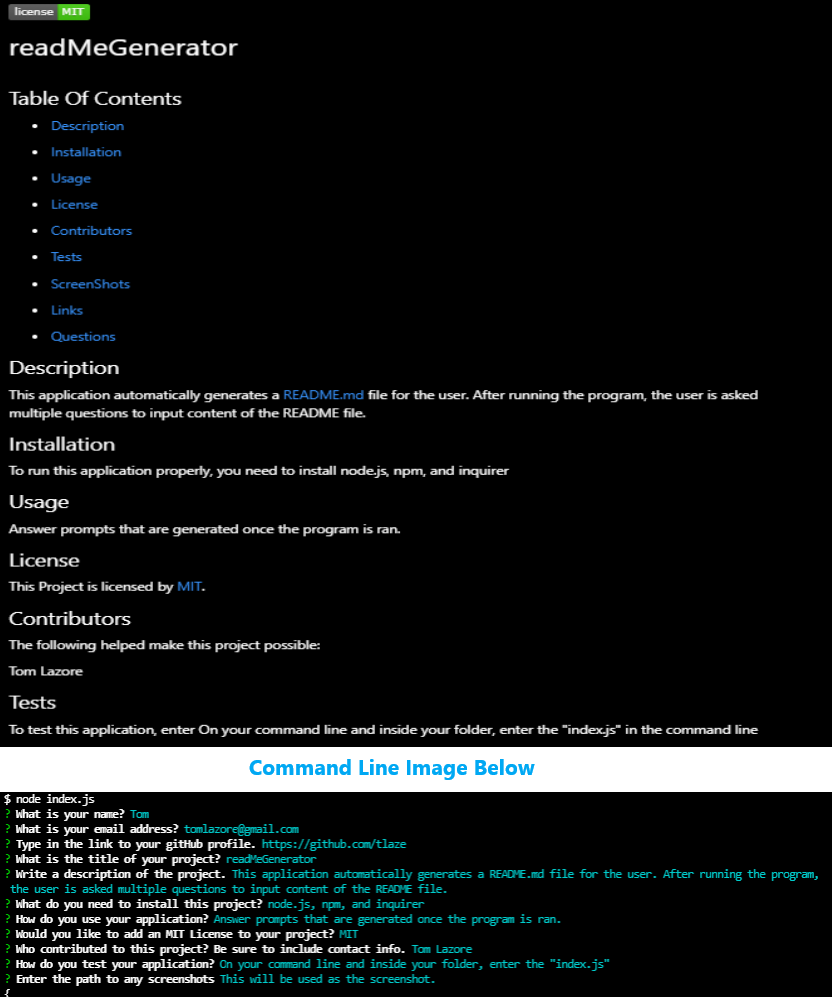 license MIT
readMeGenerator
Table Of Contents
Description
Installation
Usage
License
Contributors
Tests
ScreenShots
Links
Questions
Description
This application automatically generates a README.md file for the user. After running the program, the user is asked
multiple questions to input content of the README file.
Installation
To run this application properly, you need to install node.js, npm, and inquirer
Usage
Answer prompts that are generated once the program is ran.
License
This Project is licensed by MIT.
Contributors
The following helped make this project possible:
Tom Lazore
Tests
To test this application, enter On your command line and inside your folder, enter the "index.js" in the command line
Command Line Image Below
$ node index.js
? What is your name? Tom
? What is your email address? tomlazore@gmail.com
? Type in the link to your gitHub profile. https://github.com/tlaze
? What is the title of your project? readMeGenerator
? Write a description of the project. This application automatically generates a README.md file for the user. After running the program,
the user is asked multiple questions to input content of the README file.
? What do you need to install this project? node.js, npm, and inquirer
? How do you use your application? Answer prompts that are generated once the program is ran.
? Would you like to add an MIT License to your project? MIT
? Who contributed to this project? Be sure to include contact info. Tom Lazore
? How do you test your application? On your command line and inside your folder, enter the "index.js"
? Enter the path to any screenshots This will be used as the screenshot.
{